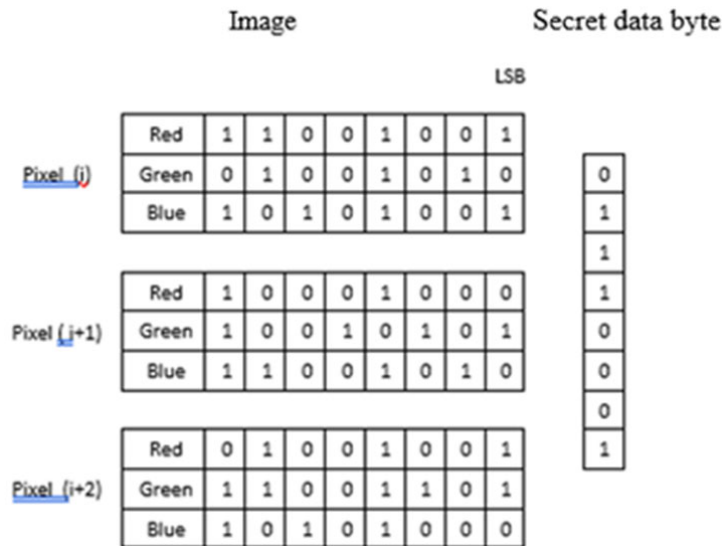 Image Secret data byte
LSB
Red 1 1 0 0 1 0 0 1
Pixel (i) Green 0 1 0 0 1 0 1 0
Blue 1 0 1 0 1 0 0 1
Red 1 0 0 0 1 0 0 0
Pixel (i+1) Green 1 0 0 1 0 1 0 1
Blue 1 1 0 0 1 0 1 0
Red 0 1 0 0 1 0 0 1
Pixel (i+2) Green 1 1 0 0 1 1 0 1
Blue 1 0 1 0 1 0 0 0
0
1
1
1
0
0
0
1